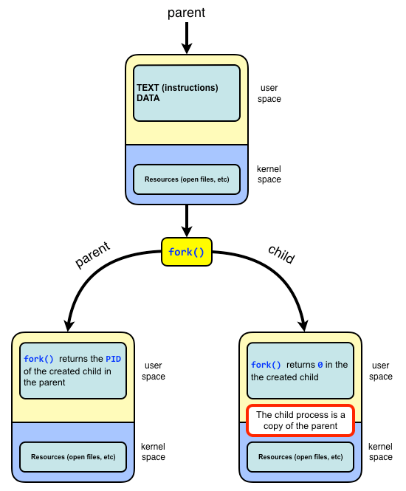 parent
TEXT (instructions)
DATA
user
space
Resources (open files, etc)
kernel
space
fork()
parent
child
fork() returns the PID
of the created child in
the parent
user
space
Resources (open files, etc)
kernel
space
fork() returns 0 in the
the created child
user
space
The child process is a
copy of the parent
Resources (open files, etc)
kernel
space